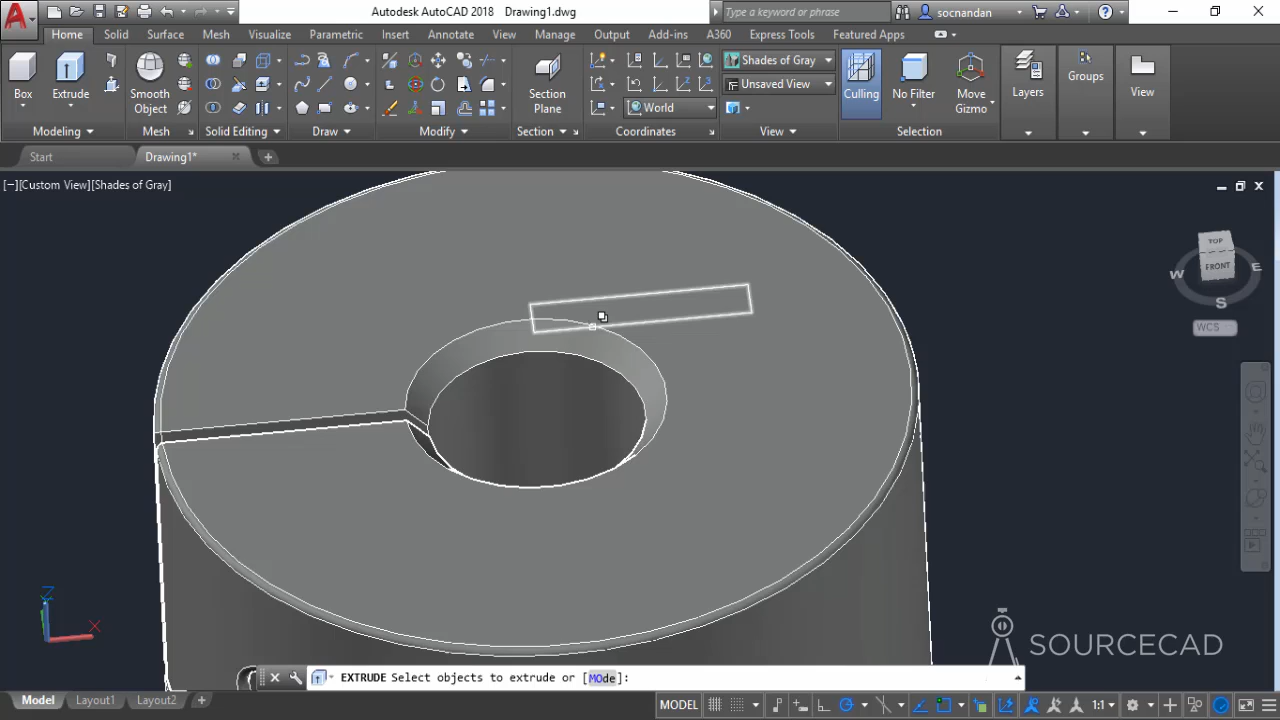 Autodesk AutoCAD 2018 Drawing1.dwg
Type a keyword or phrase
socnandan
Home Solid Surface Mesh Visualize Parametric Insert Annotate View Manage Output Add-ins A360 Express Tools Featured Apps
Box
Extrude
Smooth
Object
Section
Plane
World
Shades of Gray
Unsaved View
Culling
No Filter
Move
Gizmo
Layers
Groups
View
Modeling
Mesh
Solid Editing
Draw
Modify
Section
Coordinates
View
Selection
Start
Drawing1*
[−][Custom View][Shades of Gray]
TOP
FRONT
W
E
S
WCS
Z
X
SOURCECAD
EXTRUDE Select objects to extrude or [MOde]:
Model Layout1 Layout2
MODEL
1:1